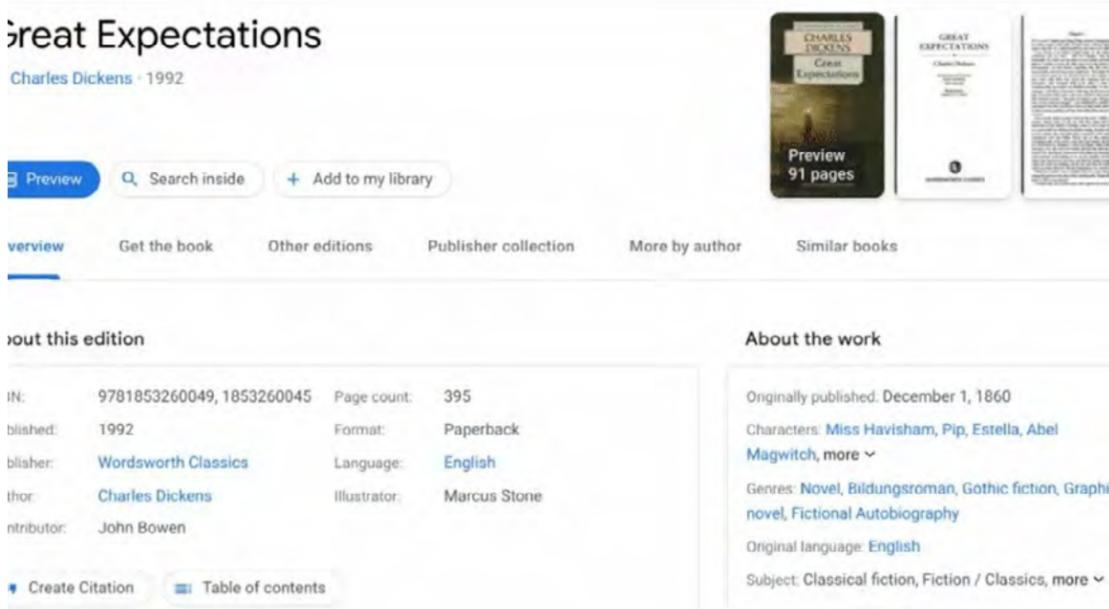 Great Expectations
Charles Dickens · 1992
Preview
Search inside
+ Add to my library
CHARLES
DICKENS
Great
Expectations
Preview
91 pages
GREAT
EXPECTATIONS
Charles Dickens
verview
Get the book
Other editions
Publisher collection
More by author
Similar books
out this edition
N: 9781853260049, 1853260045
blished: 1992
blisher: Wordsworth Classics
thor: Charles Dickens
ntributor: John Bowen
Page count: 395
Format: Paperback
Language: English
Illustrator: Marcus Stone
Create Citation
Table of contents
About the work
Originally published: December 1, 1860
Characters: Miss Havisham, Pip, Estella, Abel
Magwitch, more
Genres: Novel, Bildungsroman, Gothic fiction, Graphi
novel, Fictional Autobiography
Original language: English
Subject: Classical fiction, Fiction / Classics, more